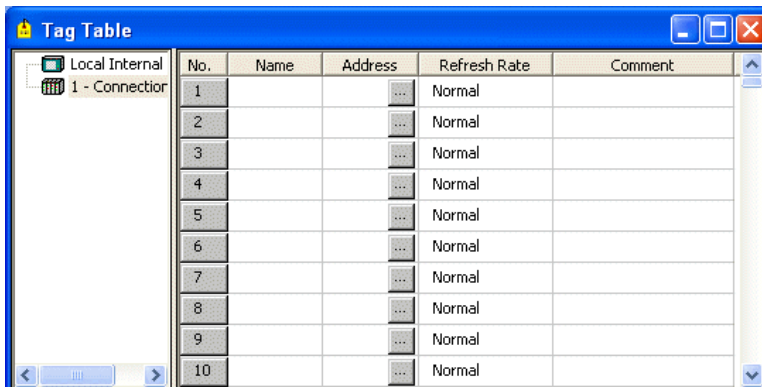 Tag Table
Local Internal
1 - Connection
No. Name Address Refresh Rate Comment
1 ... Normal
2 ... Normal
3 ... Normal
4 ... Normal
5 ... Normal
6 ... Normal
7 ... Normal
8 ... Normal
9 ... Normal
10 ... Normal